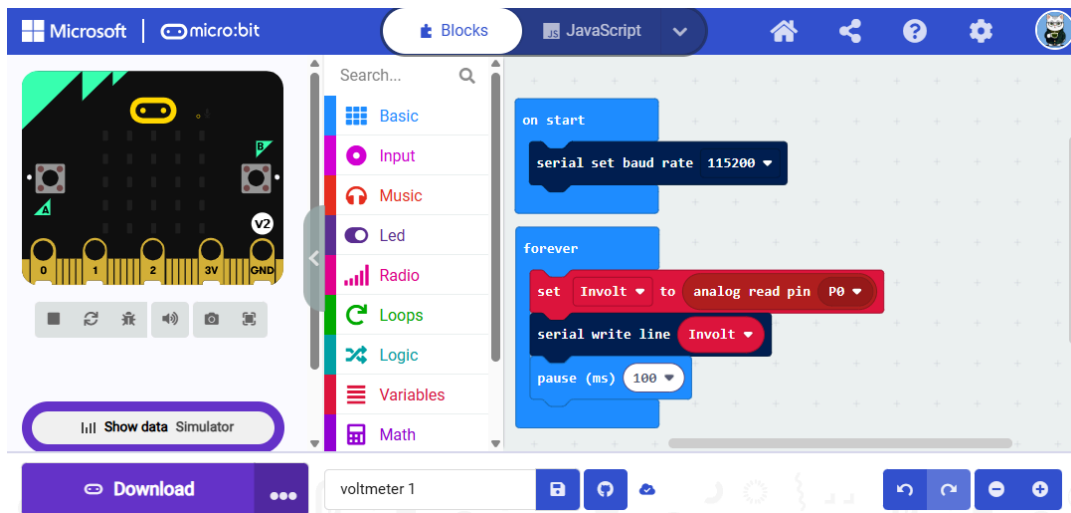 Microsoft micro:bit Blocks JS JavaScript
Search...
Basic
Input
Music
Led
Radio
Loops
Logic
Variables
Math
A
B
V2
0 1 2 3V GND
Show data Simulator
on start
serial set baud rate 115200
forever
set Involt to analog read pin P0
serial write line Involt
pause (ms) 100
Download
voltmeter 1